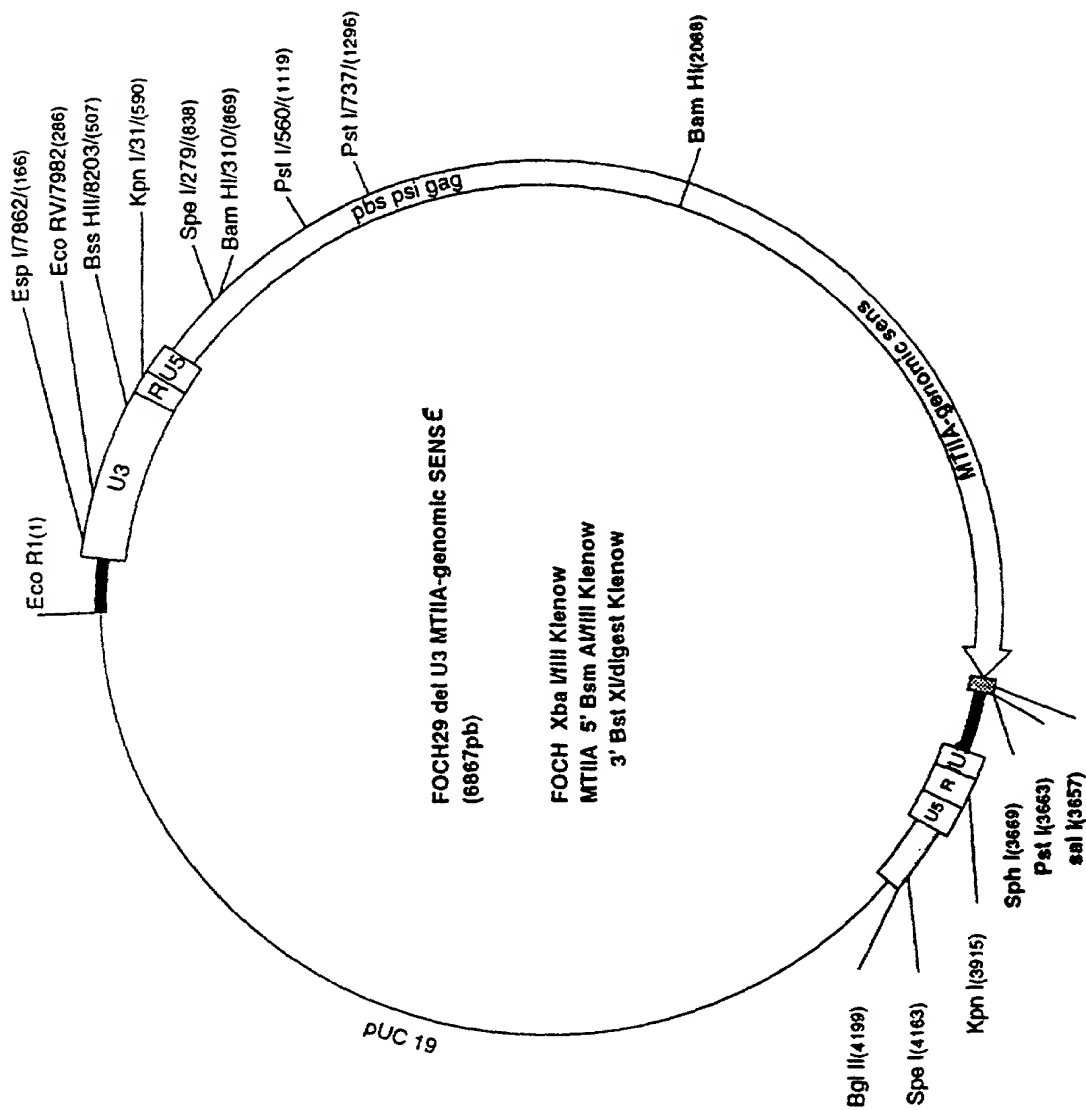 Eco R1(1)
Esp I/7862/(166)
Eco RV/7982(286)
Bss HII/8203/(507)
Kpn I/31/(590)
Spe I/279/(838)
Bam HI/310/(869)
Pst I/560/(1119)
Pst I/737/(1296)
Bam HI(2068)
U3
R
U5
pbs psi gag
MTIIA-genomic sens
FOCH29 del U3 MTIIA-genomic SENSE
(6867pb)
FOCH Xba I/fill Klenow
MTIIA 5' Bsm AI/fill Klenow
3' Bst XI/digest Klenow
U
R
U5
Sph I(3669)
Pst I(3663)
sal I(3657)
Kpn I(3915)
Spe I(4163)
Bgl II(4199)
pUC 19